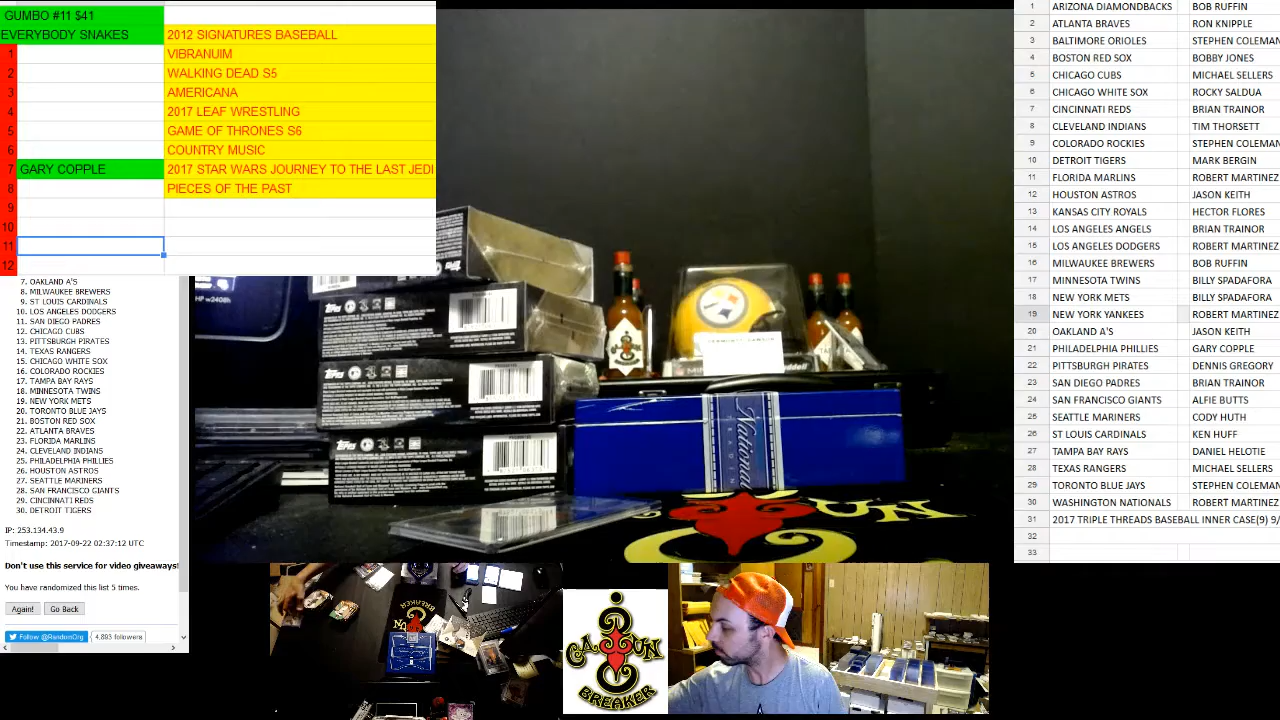 GUMBO #11 $41
EVERYBODY SNAKES
2012 SIGNATURES BASEBALL
1 VIBRANUIM
2 WALKING DEAD S5
3 AMERICANA
4 2017 LEAF WRESTLING
5 GAME OF THRONES S6
6 COUNTRY MUSIC
7 GARY COPPLE 2017 STAR WARS JOURNEY TO THE LAST JEDI
8 PIECES OF THE PAST
9
10
11
12
7. OAKLAND A'S
8. MILWAUKEE BREWERS
9. ST LOUIS CARDINALS
10. LOS ANGELES DODGERS
11. SAN DIEGO PADRES
12. CHICAGO CUBS
13. PITTSBURGH PIRATES
14. TEXAS RANGERS
15. CHICAGO WHITE SOX
16. COLORADO ROCKIES
17. TAMPA BAY RAYS
18. MINNESOTA TWINS
19. NEW YORK METS
20. TORONTO BLUE JAYS
21. BOSTON RED SOX
22. ATLANTA BRAVES
23. FLORIDA MARLINS
24. CLEVELAND INDIANS
25. PHILADELPHIA PHILLIES
26. HOUSTON ASTROS
27. SEATTLE MARINERS
28. SAN FRANCISCO GIANTS
29. CINCINNATI REDS
30. DETROIT TIGERS
IP: 253.134.43.9
Timestamp: 2017-09-22 02:37:12 UTC
Don't use this service for video giveaways!
You have randomized this list 5 times.
Again! Go Back
Follow @RandomOrg 4,893 followers
HP w2408h
Topps
Topps
Topps
National
CAJUN
BREAKER
1 ARIZONA DIAMONDBACKS BOB RUFFIN
2 ATLANTA BRAVES RON KNIPPLE
3 BALTIMORE ORIOLES STEPHEN COLEMAN
4 BOSTON RED SOX BOBBY JONES
5 CHICAGO CUBS MICHAEL SELLERS
6 CHICAGO WHITE SOX ROCKY SALDUA
7 CINCINNATI REDS BRIAN TRAINOR
8 CLEVELAND INDIANS TIM THORSETT
9 COLORADO ROCKIES STEPHEN COLEMAN
10 DETROIT TIGERS MARK BERGIN
11 FLORIDA MARLINS ROBERT MARTINEZ
12 HOUSTON ASTROS JASON KEITH
13 KANSAS CITY ROYALS HECTOR FLORES
14 LOS ANGELES ANGELS BRIAN TRAINOR
15 LOS ANGELES DODGERS ROBERT MARTINEZ
16 MILWAUKEE BREWERS BOB RUFFIN
17 MINNESOTA TWINS BILLY SPADAFORA
18 NEW YORK METS BILLY SPADAFORA
19 NEW YORK YANKEES ROBERT MARTINEZ
20 OAKLAND A'S JASON KEITH
21 PHILADELPHIA PHILLIES GARY COPPLE
22 PITTSBURGH PIRATES DENNIS GREGORY
23 SAN DIEGO PADRES BRIAN TRAINOR
24 SAN FRANCISCO GIANTS ALFIE BUTTS
25 SEATTLE MARINERS CODY HUTH
26 ST LOUIS CARDINALS KEN HUFF
27 TAMPA BAY RAYS DANIEL HELOTIE
28 TEXAS RANGERS MICHAEL SELLERS
29 TORONTO BLUE JAYS STEPHEN COLEMAN
30 WASHINGTON NATIONALS ROBERT MARTINEZ
31 2017 TRIPLE THREADS BASEBALL INNER CASE(9) 9/
32
33